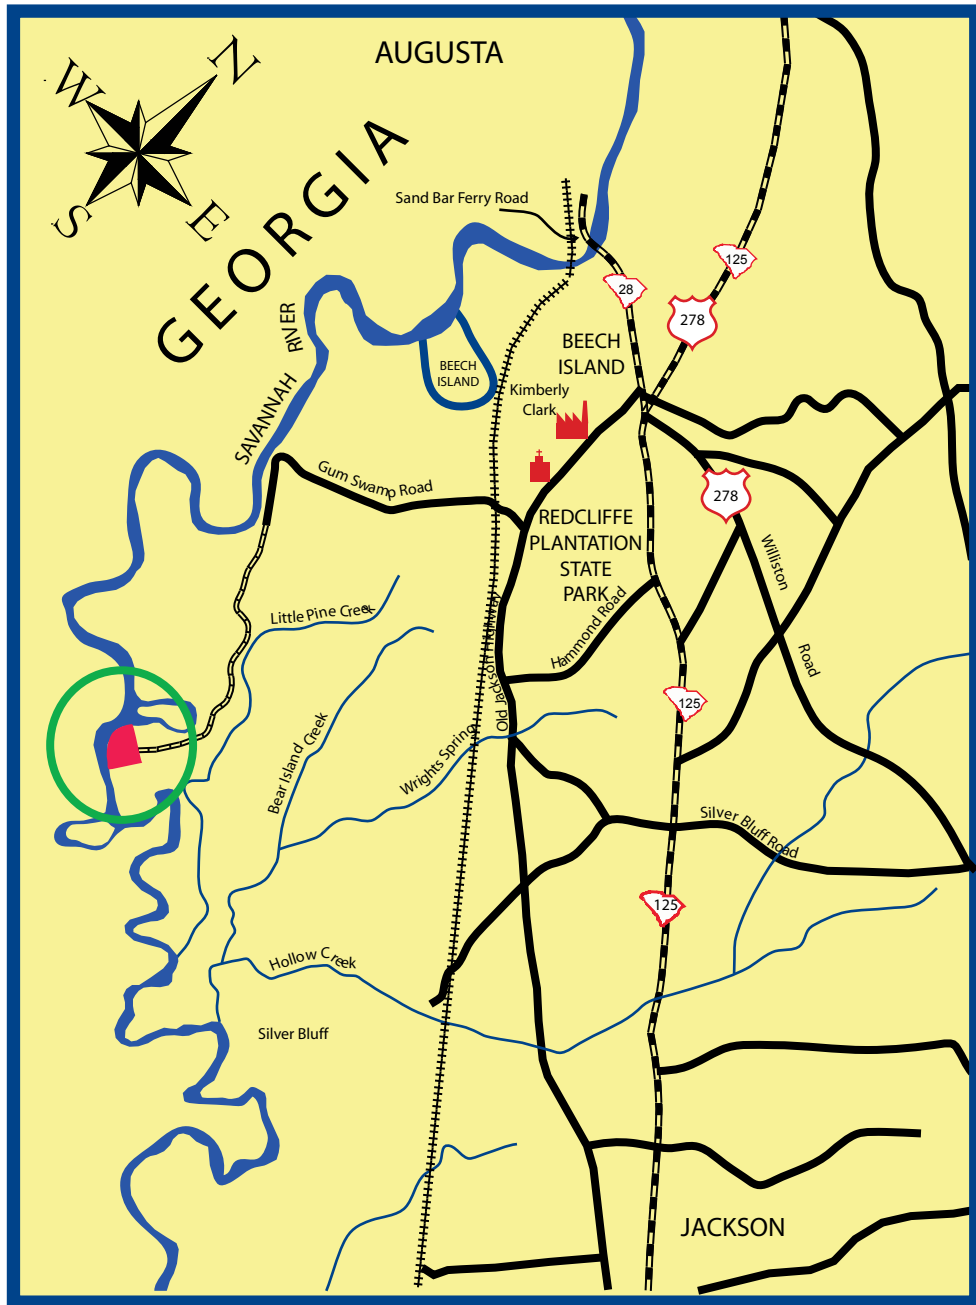 AUGUSTA
N
W
S
E
GEORGIA
Sand Bar Ferry Road
125
28
278
RIVER
SAVANNAH
BEECH
ISLAND
BEECH
ISLAND
Kimberly
Clark
Gum Swamp Road
278
REDCLIFFE
PLANTATION
STATE
PARK
Williston
Road
Little Pine Creek
Hammond Road
Old Jackson Highway
125
Bear Island Creek
Wrights Spring
Silver Bluff Road
125
Hollow Creek
Silver Bluff
JACKSON